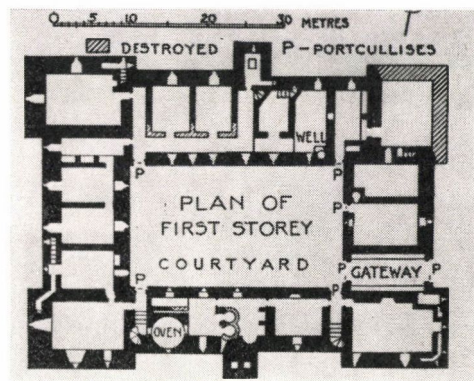 0 5 10 20 30 METRES
DESTROYED P-PORTCULLISES
WELL
P P
PLAN OF
FIRST STOREY
COURTYARD
P
P GATEWAY P
P P
OVEN